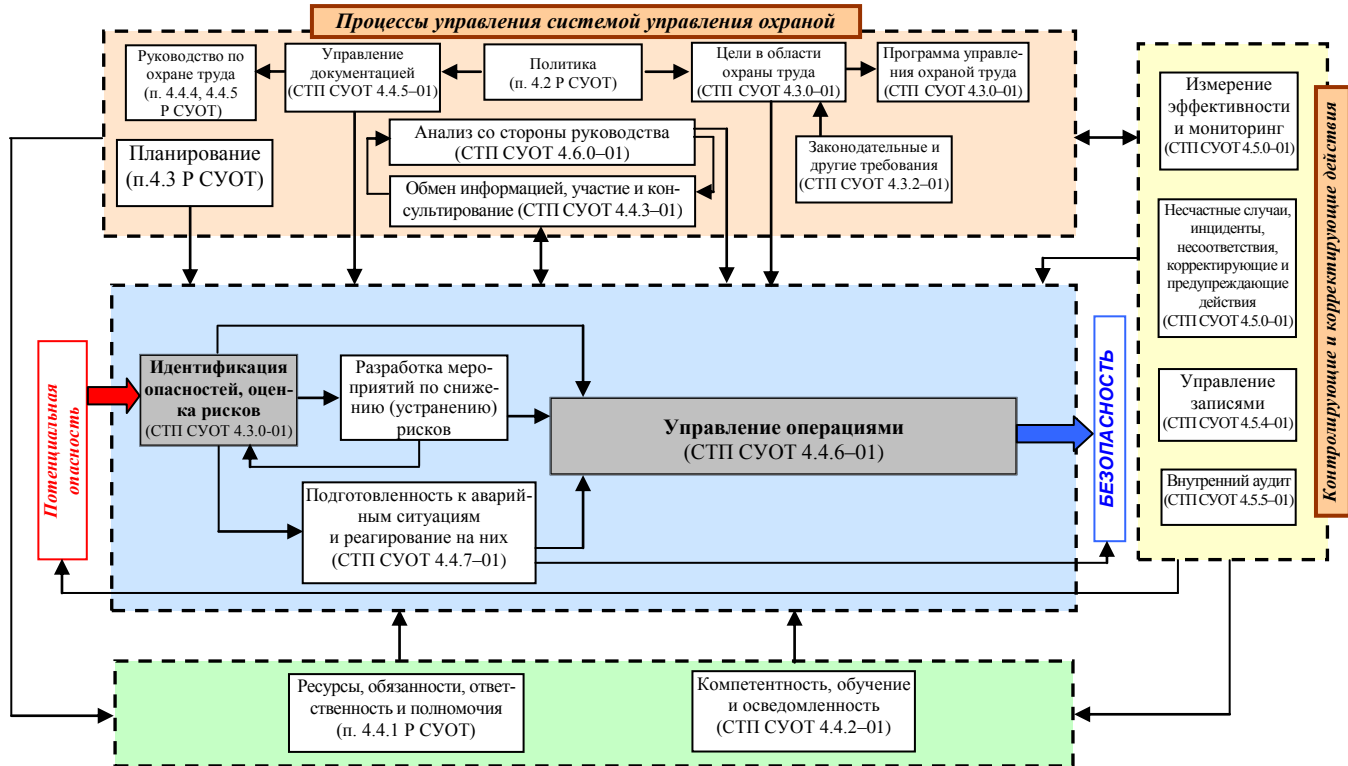 Процессы управления системой управления охраной
Руководство по
охране труда
(п. 4.4.4, 4.4.5
Р СУОТ)
Управление
документацией
(СТП СУОТ 4.4.5–01)
Политика
(п. 4.2 Р СУОТ)
Цели в области
охраны труда
(СТП СУОТ 4.3.0–01)
Программа управле-
ния охраной труда
(СТП СУОТ 4.3.0–01)
Планирование
(п.4.3 Р СУОТ)
Анализ со стороны руководства
(СТП СУОТ 4.6.0–01)
Обмен информацией, участие и кон-
сультирование (СТП СУОТ 4.4.3–01)
Законодательные и
другие требования
(СТП СУОТ 4.3.2–01)
Измерение
эффективности
и мониторинг
(СТП СУОТ 4.5.0–01)
Несчастные случаи,
инциденты,
несоответствия,
корректирующие и
предупреждающие
действия
(СТП СУОТ 4.5.0–01)
Управление
записями
(СТП СУОТ 4.5.4–01)
Внутренний аудит
(СТП СУОТ 4.5.5–01)
Контролирующие и корректирующие действия
Потенциальная
опасность
Идентификация
опасностей, оцен-
ка рисков
(СТП СУОТ 4.3.0-01)
Разработка меро-
приятий по сниже-
нию (устранению)
рисков
Управление операциями
(СТП СУОТ 4.4.6–01)
Подготовленность к аварий-
ным ситуациям
и реагирование на них
(СТП СУОТ 4.4.7–01)
БЕЗОПАСНОСТЬ
Ресурсы, обязанности, ответ-
ственность и полномочия
(п. 4.4.1 Р СУОТ)
Компетентность, обучение
и осведомленность
(СТП СУОТ 4.4.2–01)